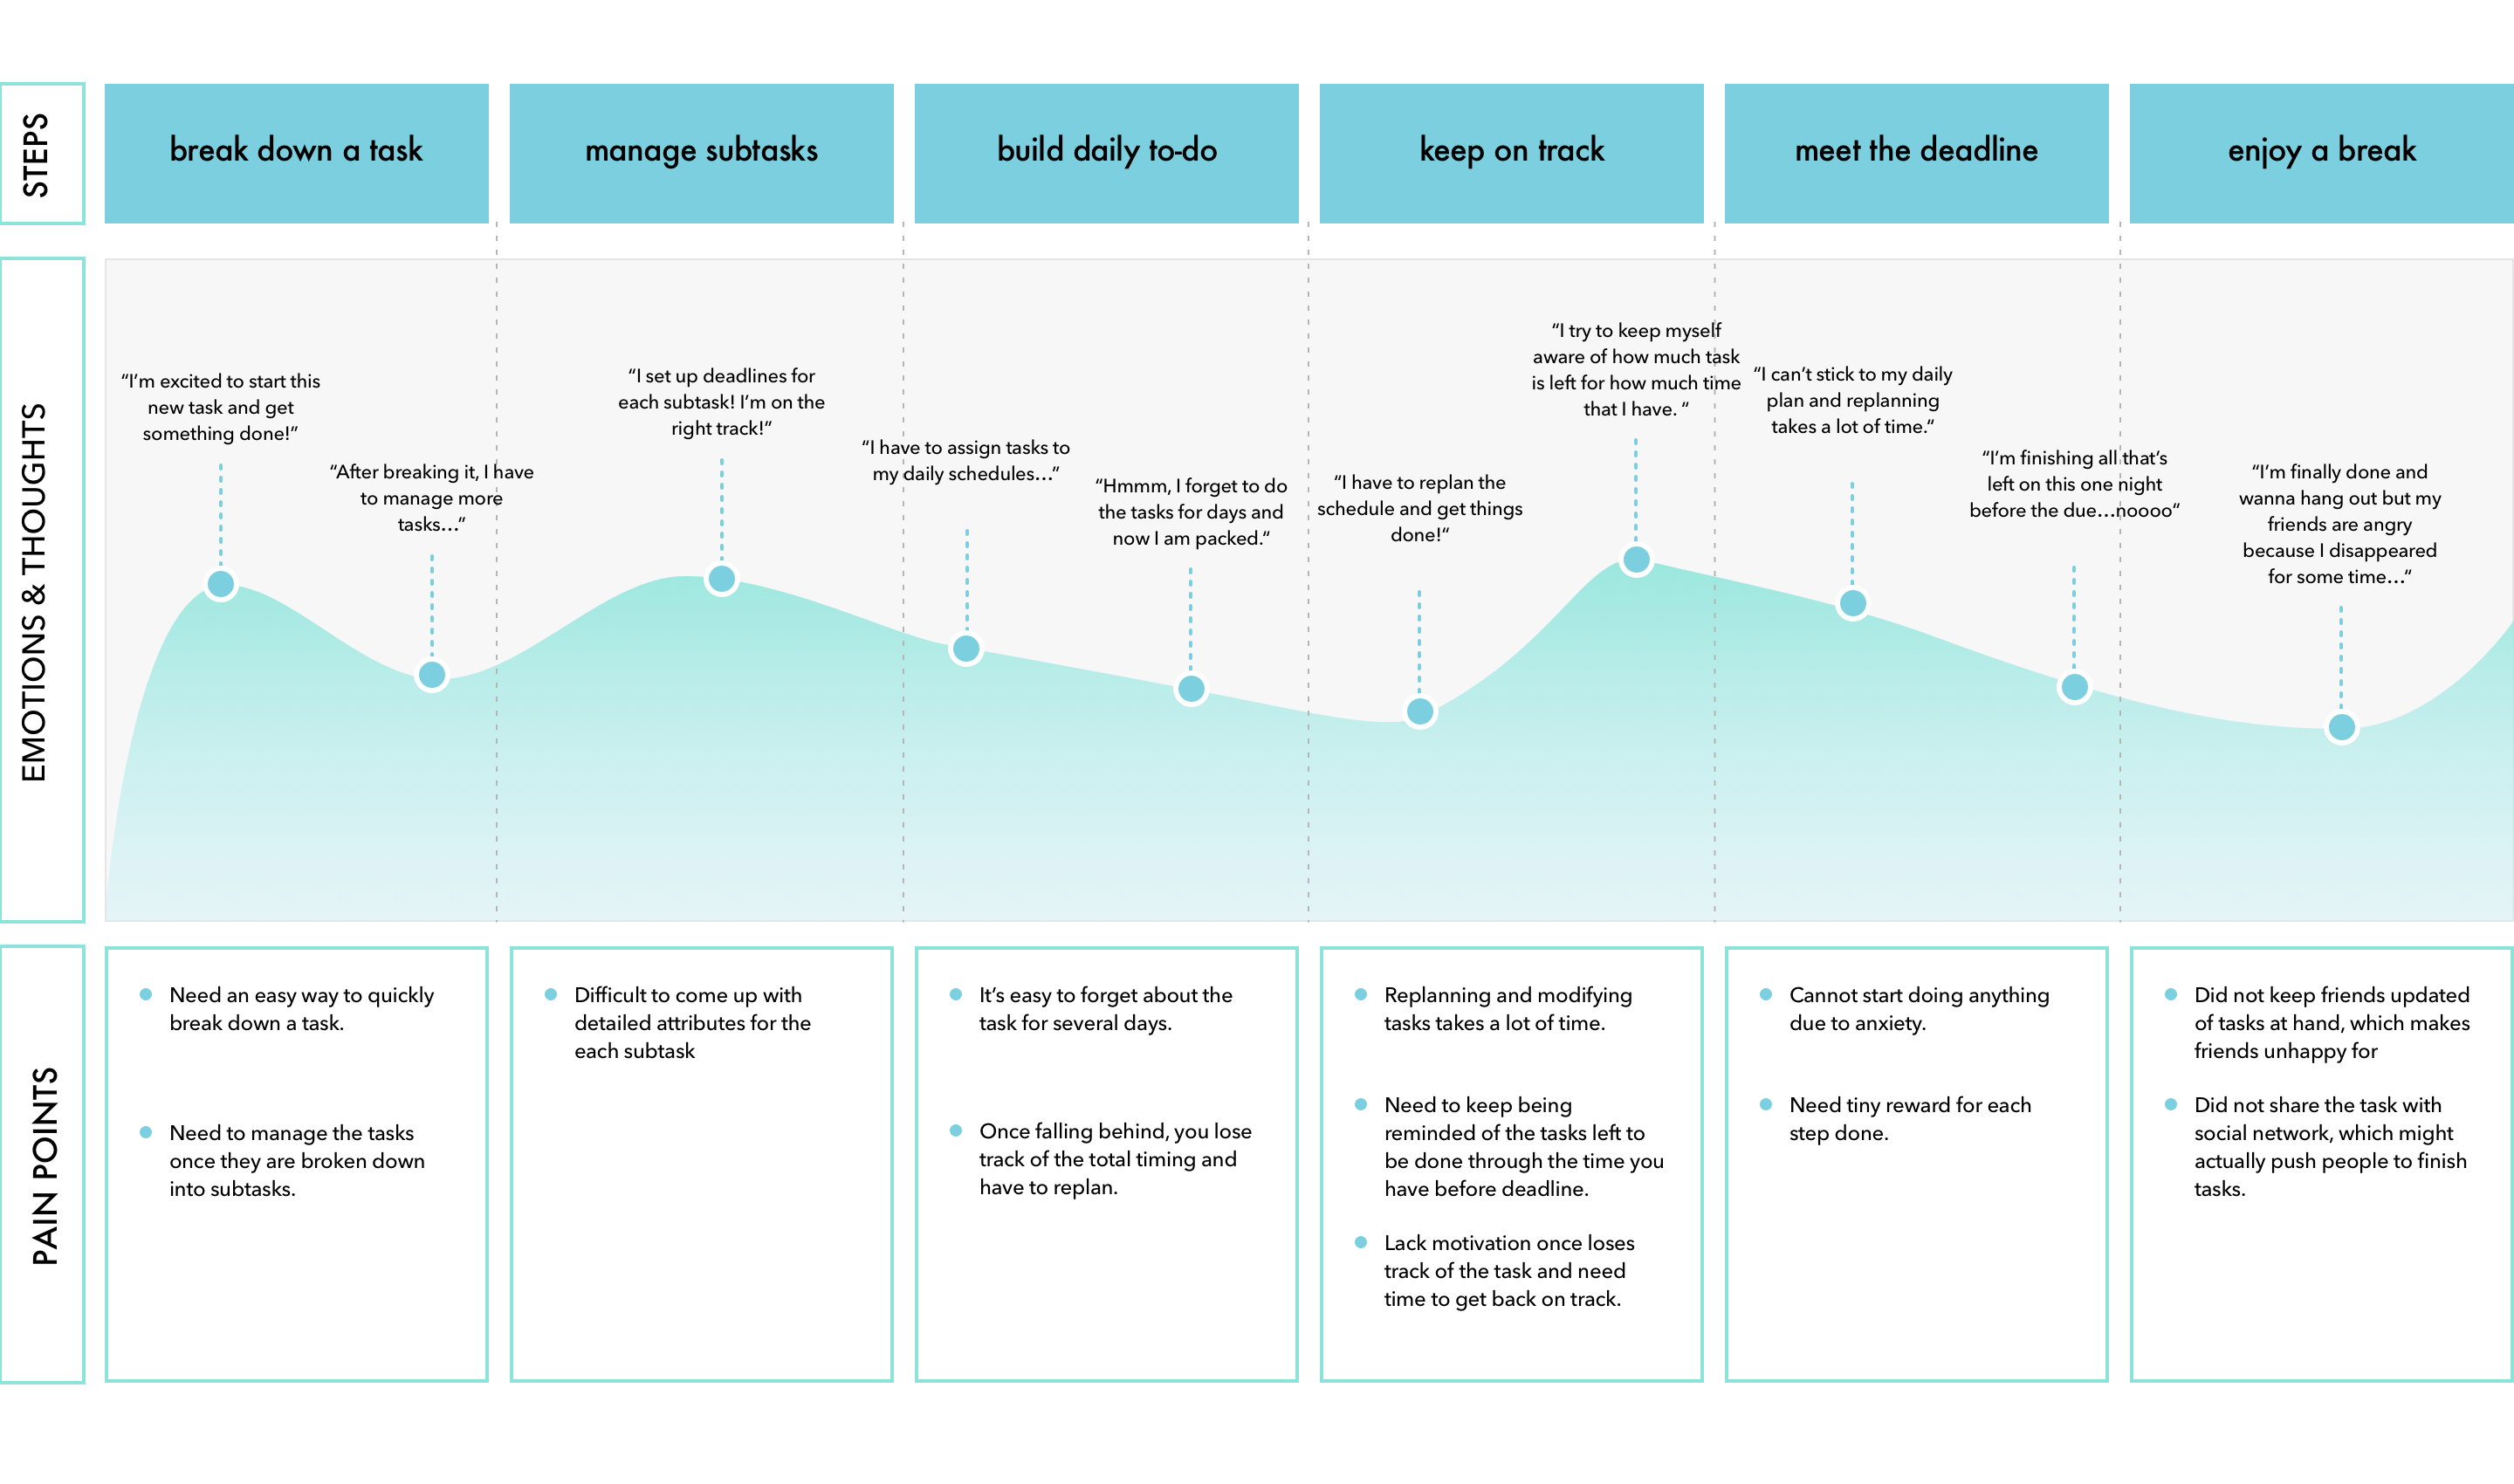 STEPS
break down a task
manage subtasks
build daily to-do
keep on track
meet the deadline
enjoy a break
EMOTIONS & THOUGHTS
“I’m excited to start this
new task and get
something done!”
“After breaking it, I have
to manage more
tasks...“
“I set up deadlines for
each subtask! I’m on the
right track!”
“I have to assign tasks to
my daily schedules...”
“Hmmm, I forget to do
the tasks for days and
now I am packed.“
“I have to replan the
schedule and get things
done!“
“I try to keep myself
aware of how much task
is left for how much time
that I have. “
“I can’t stick to my daily
plan and replanning
takes a lot of time.“
“I’m finishing all that’s
left on this one night
before the due...noooo“
“I’m finally done and
wanna hang out but my
friends are angry
because I disappeared
for some time...“
PAIN POINTS
Need an easy way to quickly
break down a task.
Need to manage the tasks
once they are broken down
into subtasks.
Difficult to come up with
detailed attributes for the
each subtask
It’s easy to forget about the
task for several days.
Once falling behind, you lose
track of the total timing and
have to replan.
Replanning and modifying
tasks takes a lot of time.
Need to keep being
reminded of the tasks left to
be done through the time you
have before deadline.
Lack motivation once loses
track of the task and need
time to get back on track.
Cannot start doing anything
due to anxiety.
Need tiny reward for each
step done.
Did not keep friends updated
of tasks at hand, which makes
friends unhappy for
Did not share the task with
social network, which might
actually push people to finish
tasks.